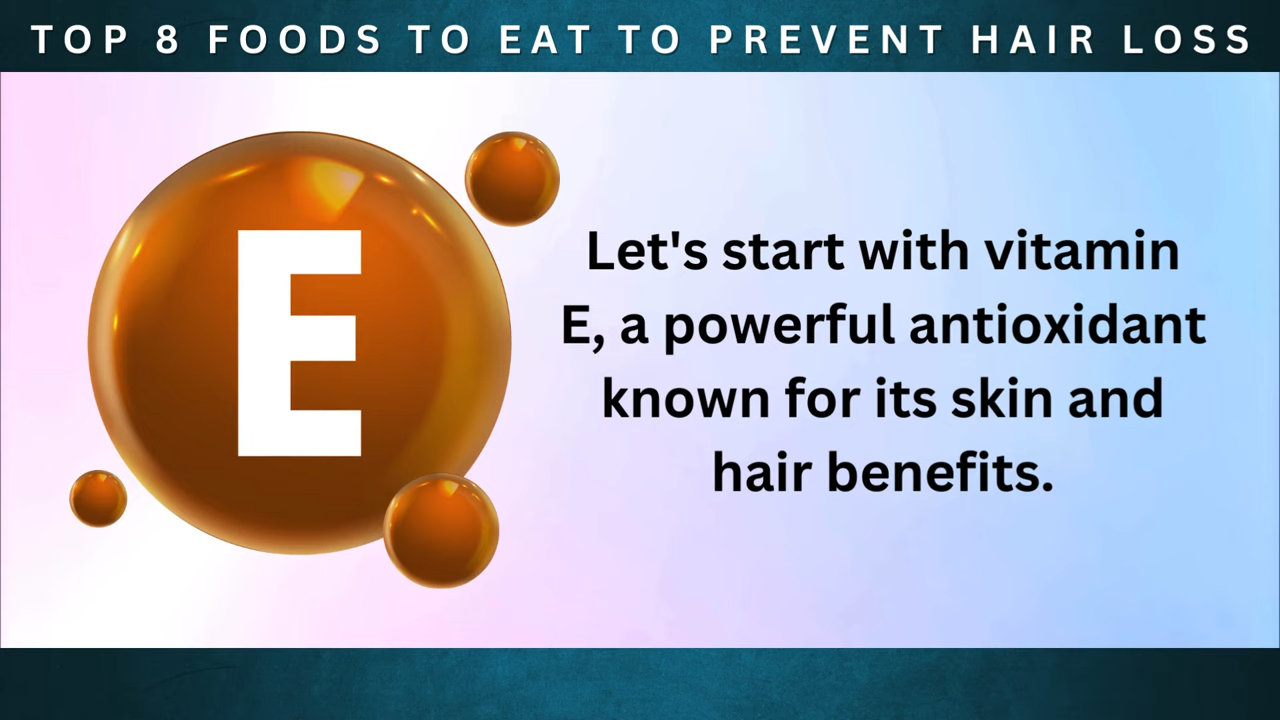 TOP 8 FOODS TO EAT TO PREVENT HAIR LOSS
E
Let's start with vitamin
E, a powerful antioxidant
known for its skin and
hair benefits.